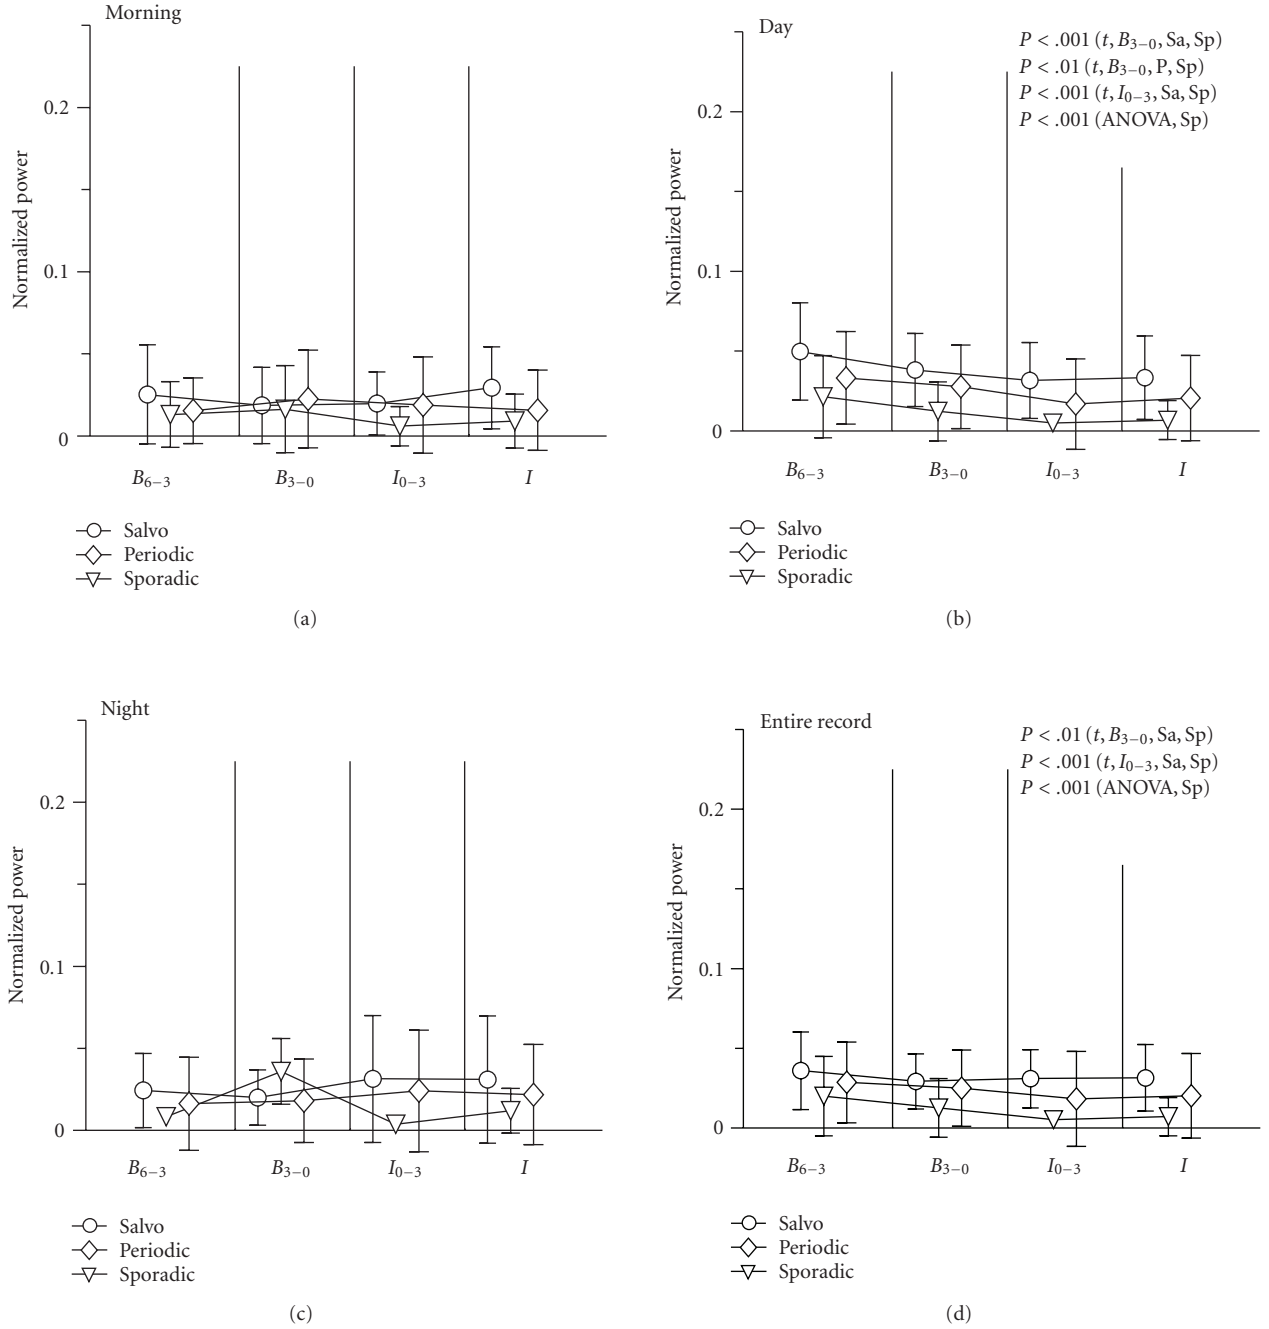 Morning
0.2
0.1
0
Normalized power
B6−3 B3−0 I0−3 I
Salvo
Periodic
Sporadic
(a)
Day
P < .001 (t, B3−0, Sa, Sp)
P < .01 (t, B3−0, P, Sp)
P < .001 (t, I0−3, Sa, Sp)
P < .001 (ANOVA, Sp)
0.2
0.1
0
Normalized power
B6−3 B3−0 I0−3 I
Salvo
Periodic
Sporadic
(b)
Night
0.2
0.1
0
Normalized power
B6−3 B3−0 I0−3 I
Salvo
Periodic
Sporadic
(c)
Entire record
P < .01 (t, B3−0, Sa, Sp)
P < .001 (t, I0−3, Sa, Sp)
P < .001 (ANOVA, Sp)
0.2
0.1
0
Normalized power
B6−3 B3−0 I0−3 I
Salvo
Periodic
Sporadic
(d)